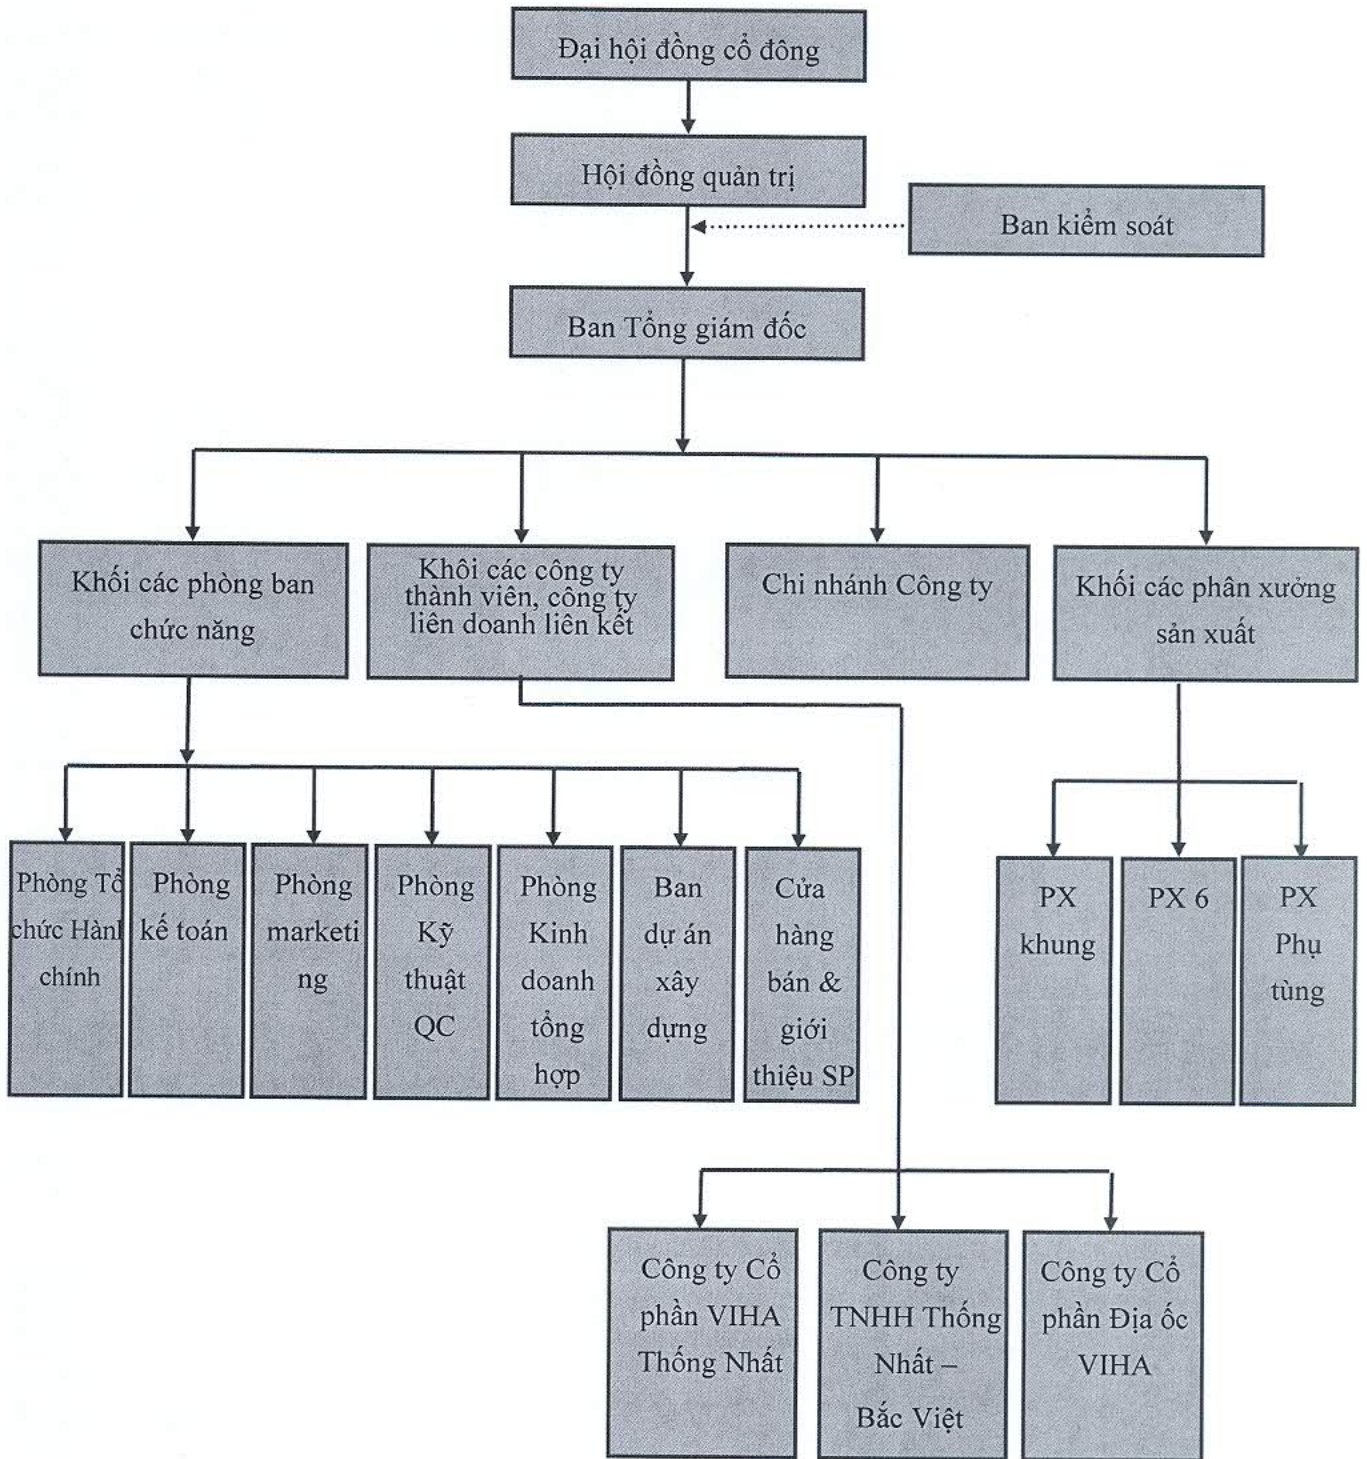 Đại hội đồng cổ đông
Hội đồng quản trị
Ban kiểm soát
Ban Tổng giám đốc
Khối các phòng ban
chức năng
Khôi các công ty
thành viên, công ty
liên doanh liên kết
Chi nhánh Công ty
Khối các phân xưởng
sản xuất
Phòng Tổ
chức Hành
chính
Phòng
kế toán
Phòng
marketi
ng
Phòng
Kỹ
thuật
QC
Phòng
Kinh
doanh
tổng
hợp
Ban
dự án
xây
dựng
Cửa
hàng
bán &
giới
thiệu SP
PX
khung
PX 6
PX
Phụ
tùng
Công ty Cổ
phần VIHA
Thống Nhất
Công ty
TNHH Thống
Nhất –
Bắc Việt
Công ty Cổ
phần Địa ốc
VIHA